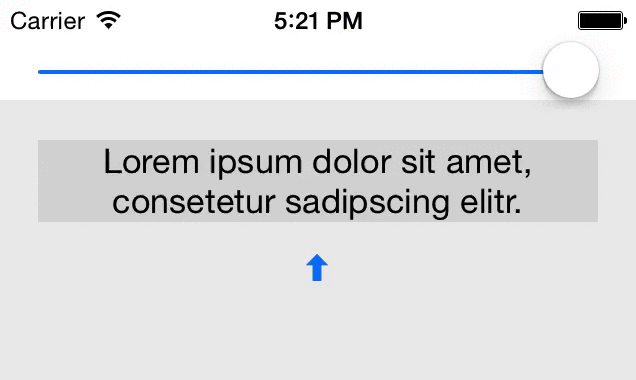 Carrier 5:21 PM
Lorem ipsum dolor sit amet,
consetetur sadipscing elitr.